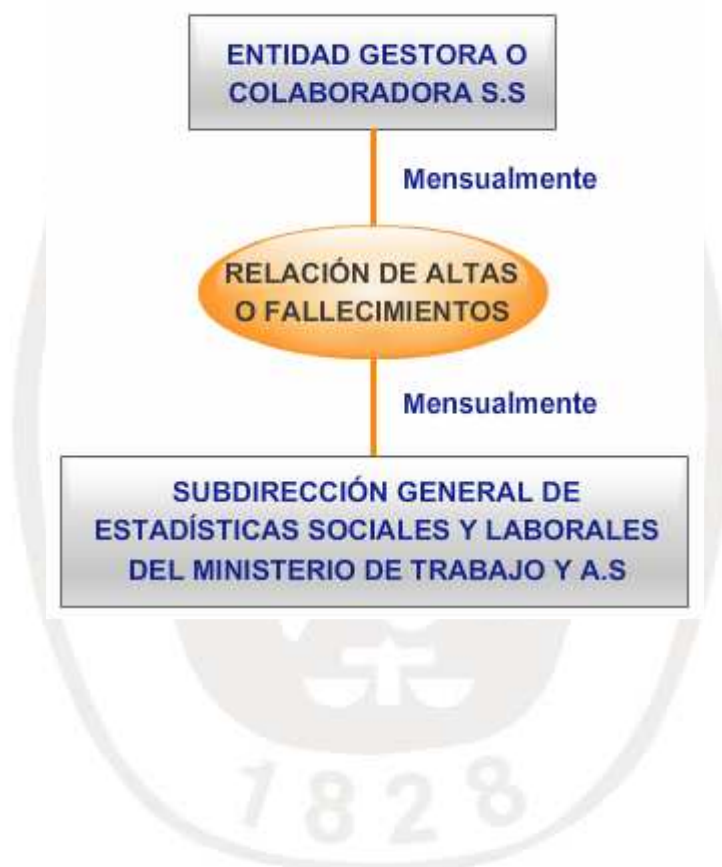 ENTIDAD GESTORA O
COLABORADORA S.S
Mensualmente
RELACIÓN DE ALTAS
O FALLECIMIENTOS
Mensualmente
SUBDIRECCIÓN GENERAL DE
ESTADÍSTICAS SOCIALES Y LABORALES
DEL MINISTERIO DE TRABAJO Y A.S
1828